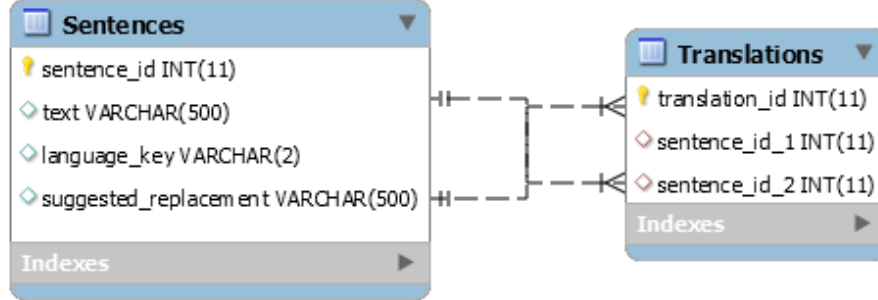 Sentences
sentence_id INT(11)
text VARCHAR(500)
language_key VARCHAR(2)
suggested_replacement VARCHAR(500)
Indexes
Translations
translation_id INT(11)
sentence_id_1 INT(11)
sentence_id_2 INT(11)
Indexes